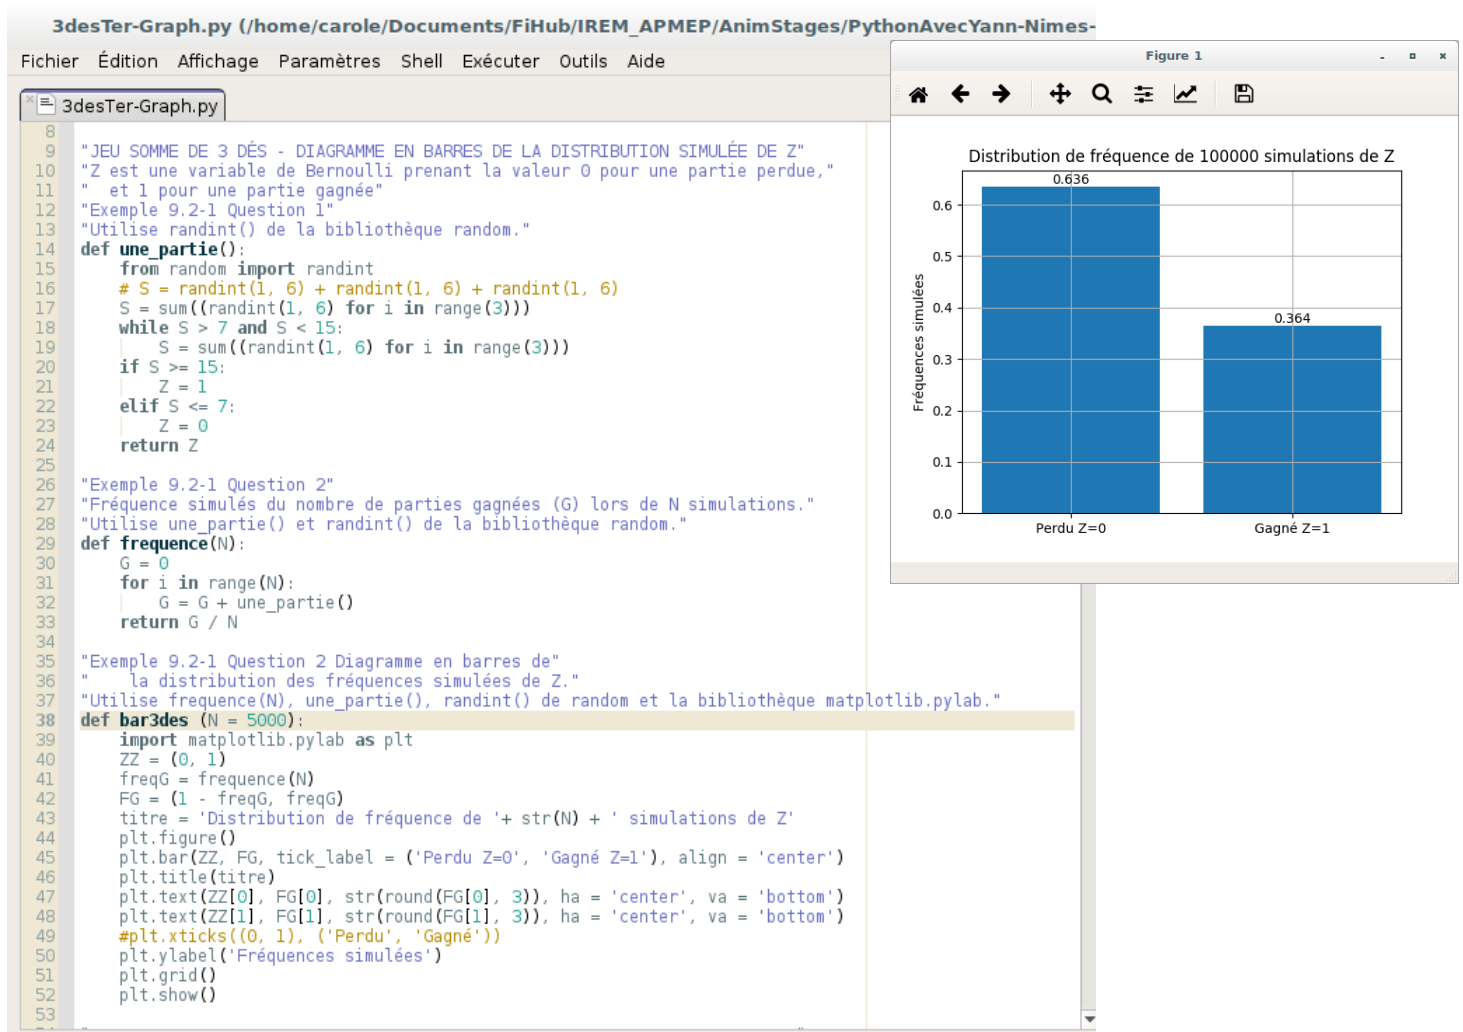 3desTer-Graph.py (/home/carole/Documents/FiHub/IREM_APMEP/AnimStages/PythonAvecYann-Nimes-
Fichier Édition Affichage Paramètres Shell Exécuter Outils Aide
3desTer-Graph.py
8
9 "JEU SOMME DE 3 DÉS - DIAGRAMME EN BARRES DE LA DISTRIBUTION SIMULÉE DE Z"
10 "Z est une variable de Bernoulli prenant la valeur 0 pour une partie perdue,"
11 "  et 1 pour une partie gagnée"
12 "Exemple 9.2-1 Question 1"
13 "Utilise randint() de la bibliothèque random."
14 def une_partie():
15     from random import randint
16     # S = randint(1, 6) + randint(1, 6) + randint(1, 6)
17     S = sum((randint(1, 6) for i in range(3)))
18     while S > 7 and S < 15:
19         S = sum((randint(1, 6) for i in range(3)))
20     if S >= 15:
21         Z = 1
22     elif S <= 7:
23         Z = 0
24     return Z
25
26 "Exemple 9.2-1 Question 2"
27 "Fréquence simulés du nombre de parties gagnées (G) lors de N simulations."
28 "Utilise une_partie() et randint() de la bibliothèque random."
29 def frequence(N):
30     G = 0
31     for i in range(N):
32         G = G + une_partie()
33     return G / N
34
35 "Exemple 9.2-1 Question 2 Diagramme en barres de"
36 "    la distribution des fréquences simulées de Z."
37 "Utilise frequence(N), une_partie(), randint() de random et la bibliothèque matplotlib.pylab."
38 def bar3des (N = 5000):
39     import matplotlib.pylab as plt
40     ZZ = (0, 1)
41     freqG = frequence(N)
42     FG = (1 - freqG, freqG)
43     titre = 'Distribution de fréquence de '+ str(N) + ' simulations de Z'
44     plt.figure()
45     plt.bar(ZZ, FG, tick_label = ('Perdu Z=0', 'Gagné Z=1'), align = 'center')
46     plt.title(titre)
47     plt.text(ZZ[0], FG[0], str(round(FG[0], 3)), ha = 'center', va = 'bottom')
48     plt.text(ZZ[1], FG[1], str(round(FG[1], 3)), ha = 'center', va = 'bottom')
49     #plt.xticks((0, 1), ('Perdu', 'Gagné'))
50     plt.ylabel('Fréquences simulées')
51     plt.grid()
52     plt.show()
53
Figure 1
Distribution de fréquence de 100000 simulations de Z
0.636
0.364
Fréquences simulées
0.6
0.5
0.4
0.3
0.2
0.1
0.0
Perdu Z=0 Gagné Z=1